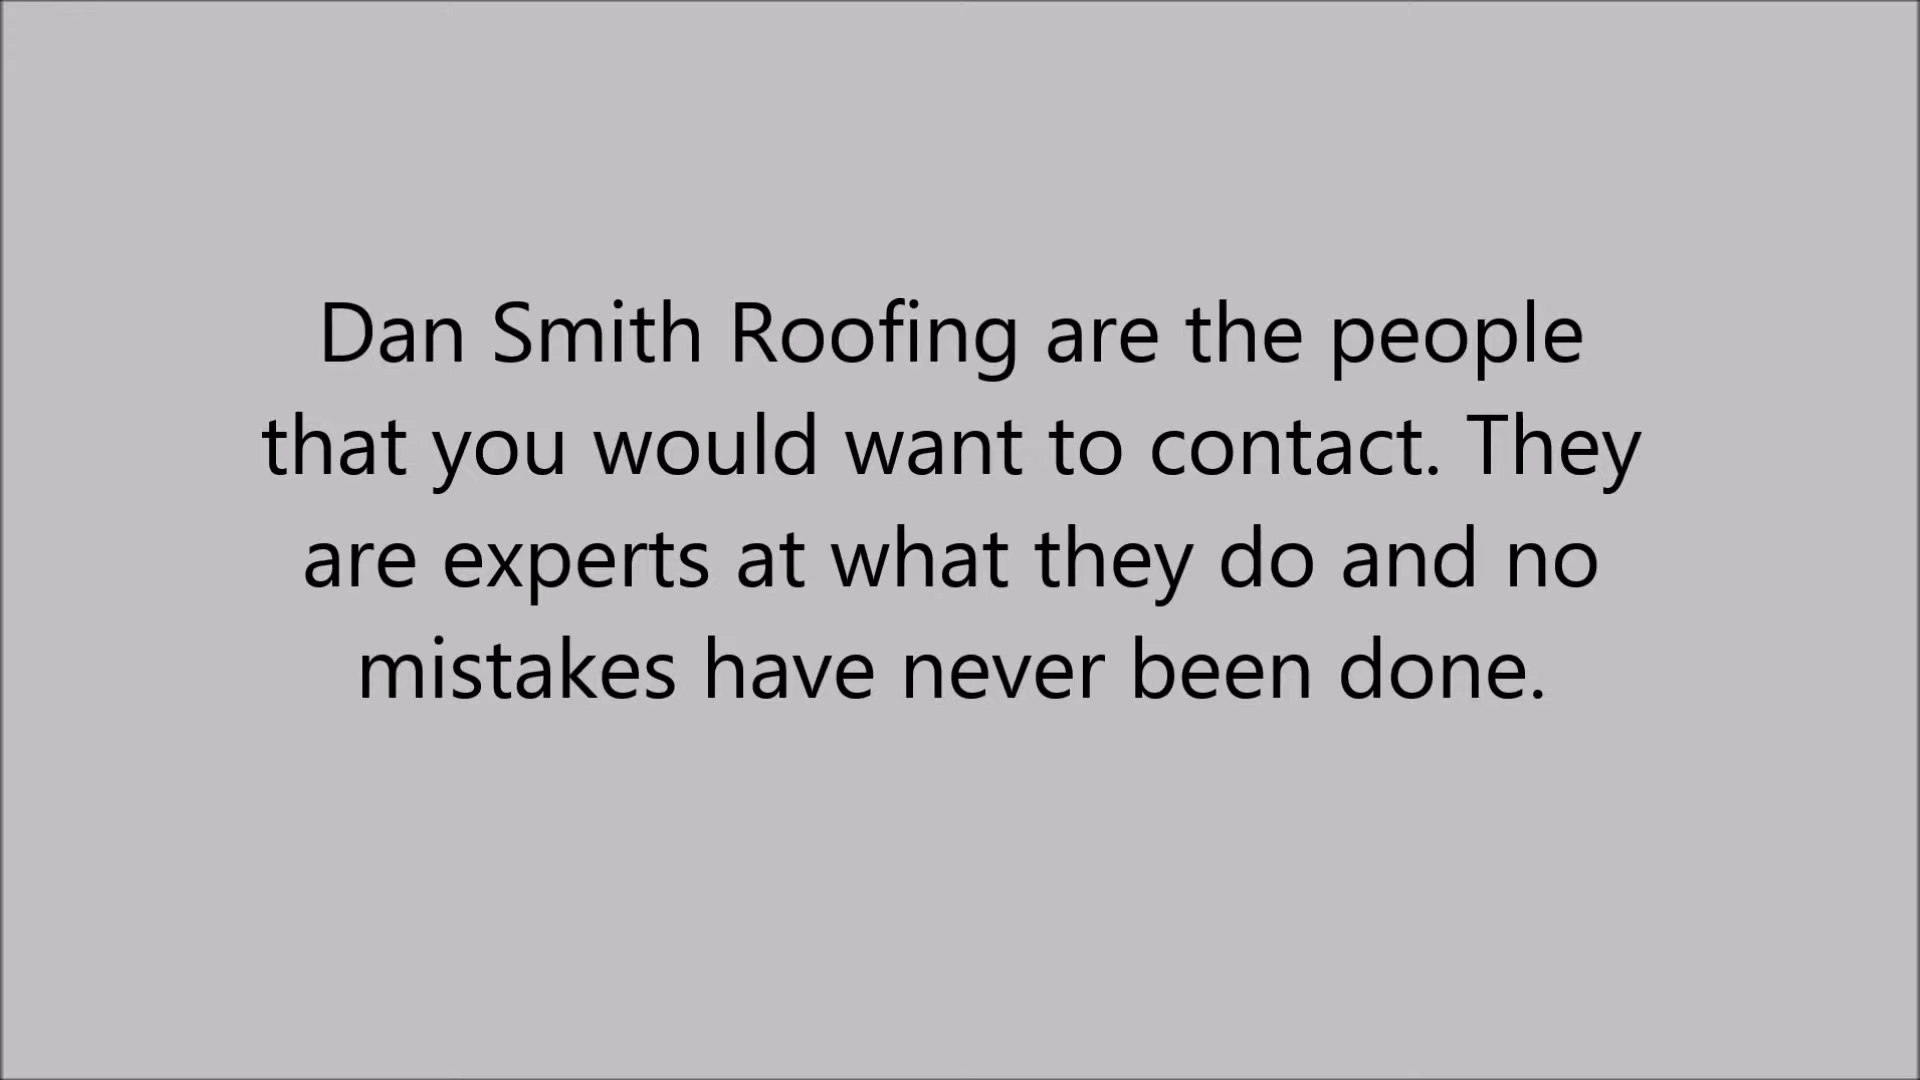 Dan Smith Roofing are the people
that you would want to contact. They
are experts at what they do and no
mistakes have never been done.